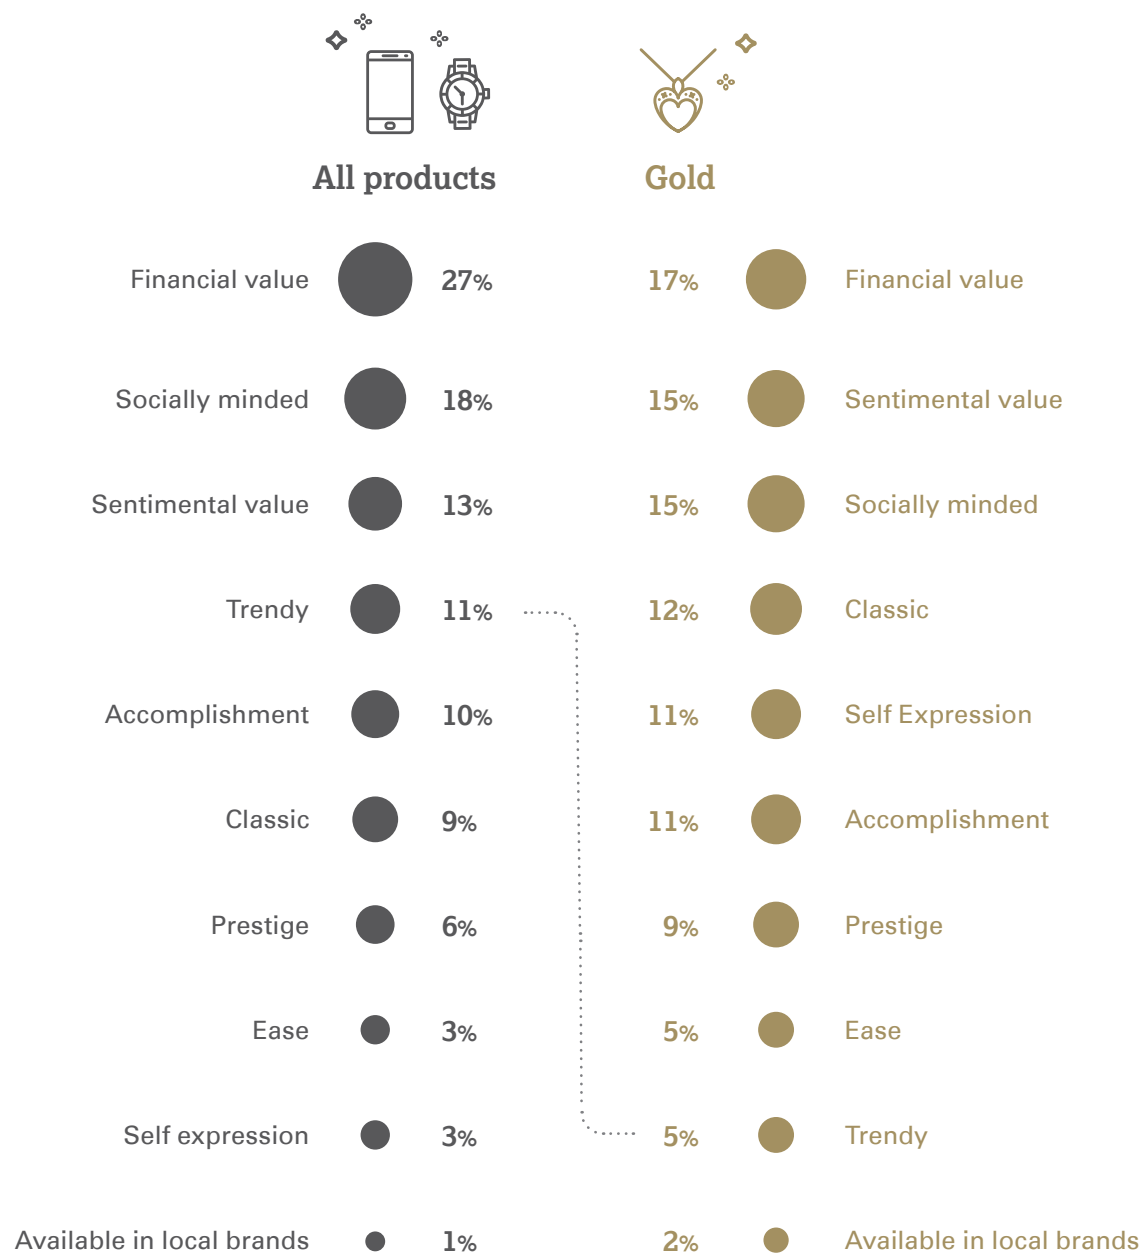 All products Gold
Financial value 27% 17% Financial value
Socially minded 18% 15% Sentimental value
Sentimental value 13% 15% Socially minded
Trendy 11% 12% Classic
Accomplishment 10% 11% Self Expression
Classic 9% 11% Accomplishment
Prestige 6% 9% Prestige
Ease 3% 5% Ease
Self expression 3% 5% Trendy
Available in local brands 1% 2% Available in local brands